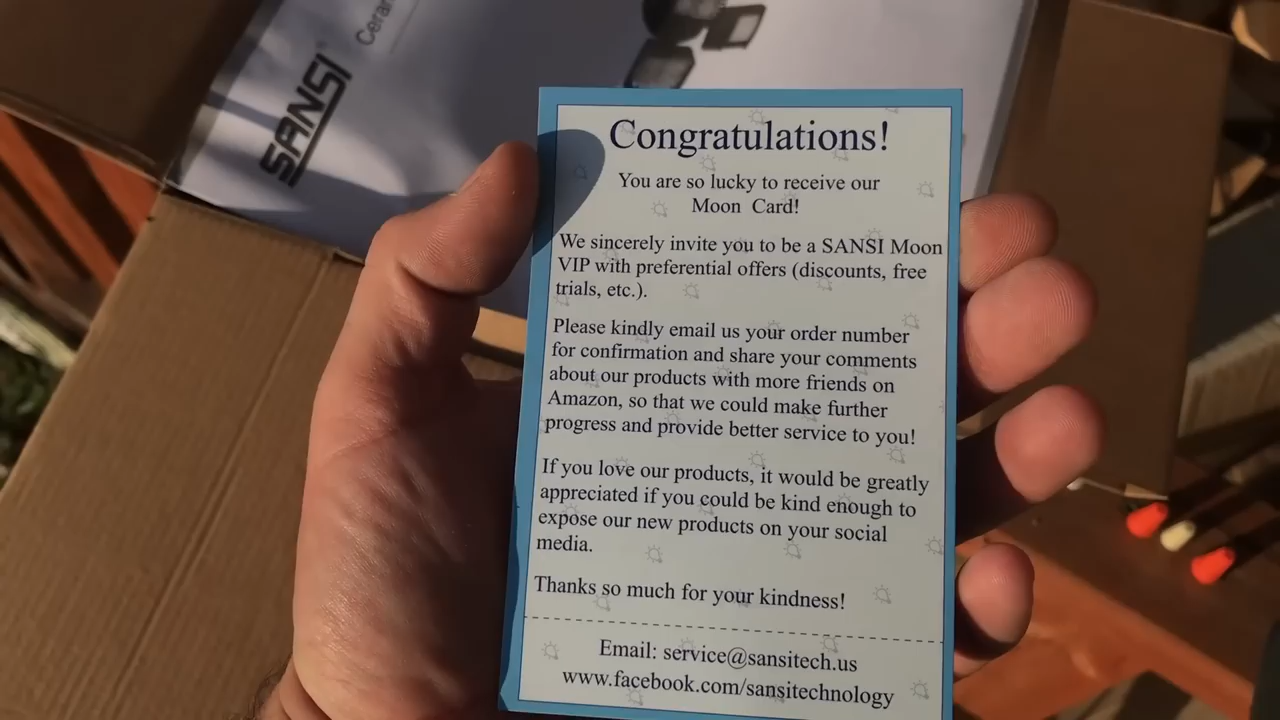 SANSI
Congratulations!
You are so lucky to receive our
Moon Card!
We sincerely invite you to be a SANSI Moon
VIP with preferential offers (discounts, free
trials, etc.).
Please kindly email us your order number
for confirmation and share your comments
about our products with more friends on
Amazon, so that we could make further
progress and provide better service to you!
If you love our products, it would be greatly
appreciated if you could be kind enough to
expose our new products on your social
media.
Thanks so much for your kindness!
Email: service@sansitech.us
www.facebook.com/sansitechnology